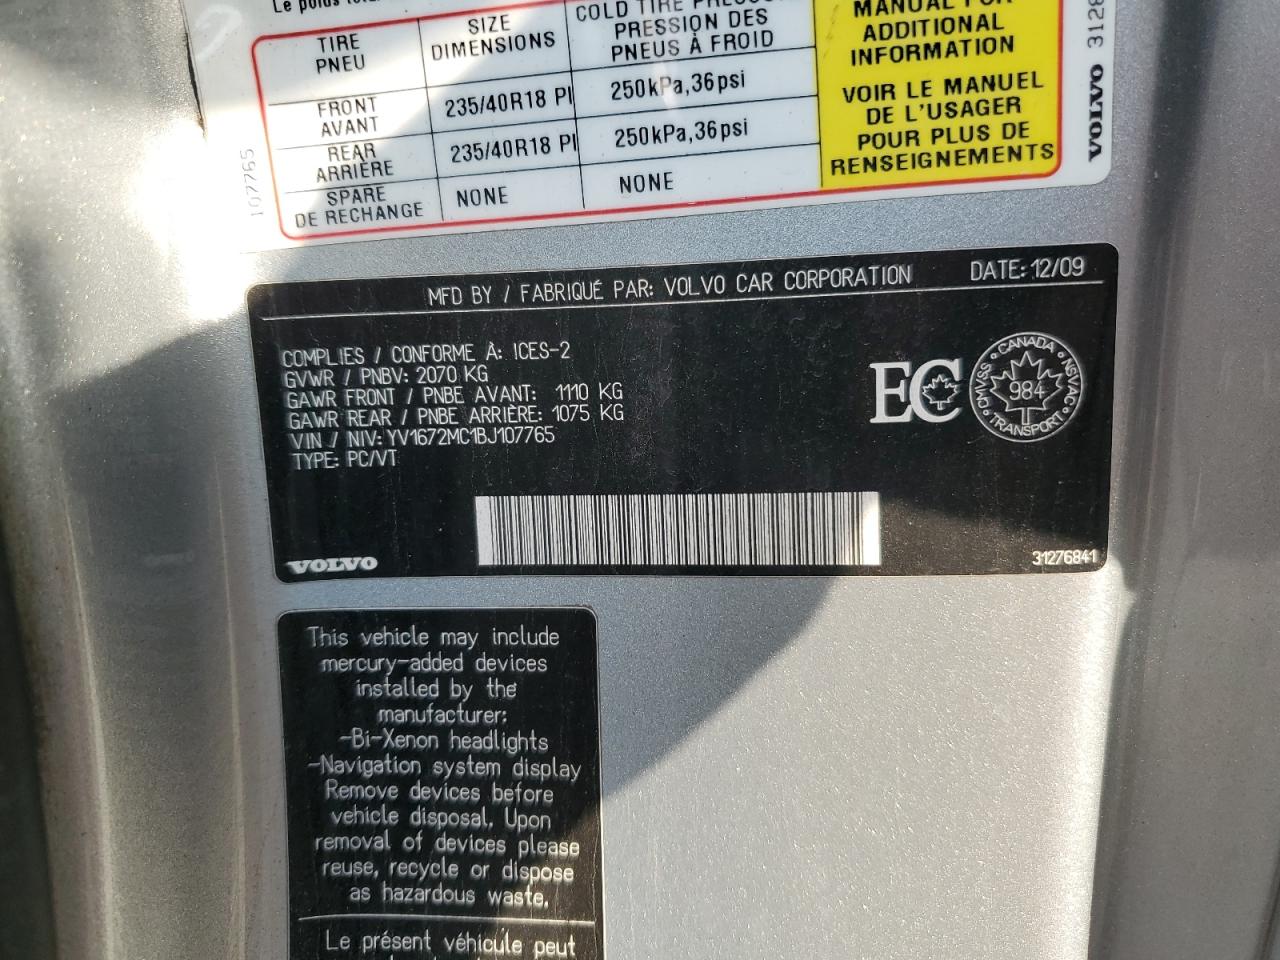 Le poids
TIRE
PNEU
SIZE
DIMENSIONS
COLD TIRE
PRESSION DES
PNEUS À FROID
FRONT
AVANT
235/40R18 PI
250kPa,36psi
REAR
ARRIÈRE
235/40R18 PI
250kPa,36psi
SPARE
DE RECHANGE
NONE
NONE
MANUAL FOR
ADDITIONAL
INFORMATION
VOIR LE MANUEL
DE L'USAGER
POUR PLUS DE
RENSEIGNEMENTS
VOLVO 3128
107765
MFD BY / FABRIQUÉ PAR: VOLVO CAR CORPORATION DATE: 12/09
COMPLIES / CONFORME À: ICES-2
GVWR / PNBV: 2070 KG
GAWR FRONT / PNBE AVANT: 1110 KG
GAWR REAR / PNBE ARRIÈRE: 1075 KG
VIN / NIV: YV1672MC1BJ107765
TYPE: PC/VT
EC
CANADA
CMVSS
984
NSVAC
TRANSPORT
VOLVO
31276841
This vehicle may include
mercury-added devices
installed by the
manufacturer:
-Bi-Xenon headlights
-Navigation system display
Remove devices before
vehicle disposal. Upon
removal of devices please
reuse, recycle or dispose
as hazardous waste.
Le présent véhicule peut